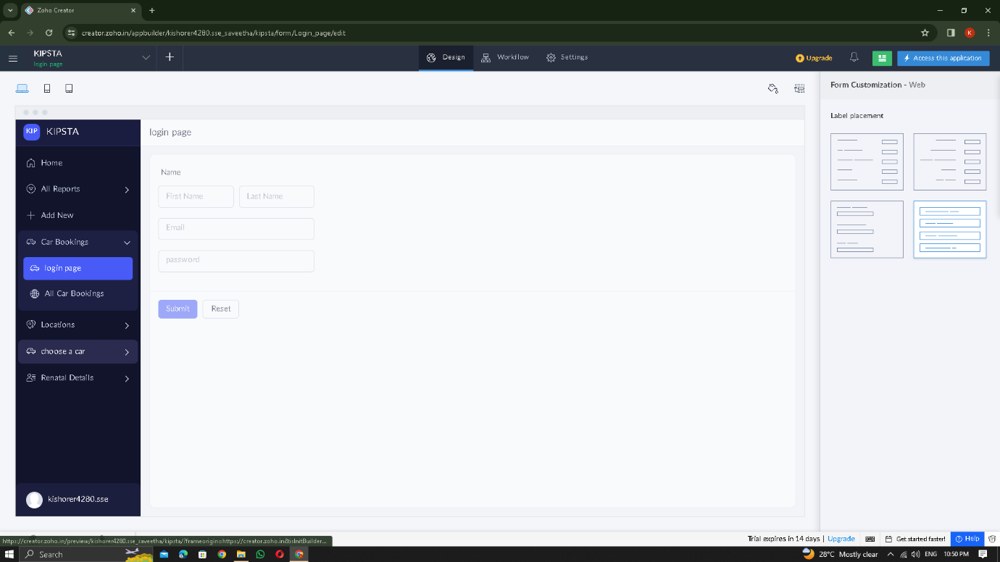 Zoho Creator
creator.zoho.in/appbuilder/kishorer4280.sse_saveetha/kipsta/form/Login_page/edit
K
KIPSTA
login page
Design
Workflow
Settings
Upgrade
Access this application
Form Customization - Web
Label placement
KIP KIPSTA
login page
Home
All Reports
Add New
Car Bookings
login page
All Car Bookings
Locations
choose a car
Renatal Details
kishorer4280.sse
Name
First Name
Last Name
Email
password
Submit
Reset
https://creator.zoho.in/preview/kishorer4280.sse_saveetha/kipsta/?frameorigin=https://creator.zoho.in/&isInitBuilder...
Trial expires in 14 days | Upgrade
Get started faster!
Help
Search
28°C Mostly clear
ENG
10:50 PM